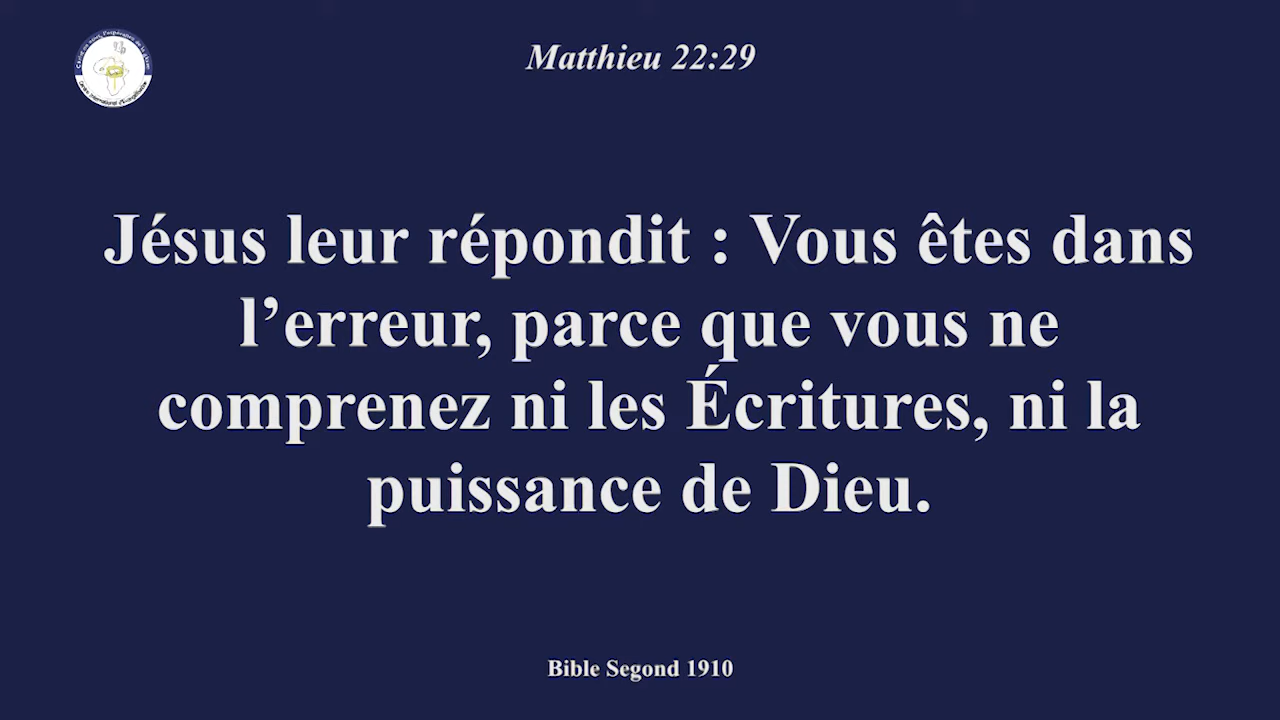 Matthieu 22:29
Jésus leur répondit : Vous êtes dans
l’erreur, parce que vous ne
comprenez ni les Écritures, ni la
puissance de Dieu.
Bible Segond 1910